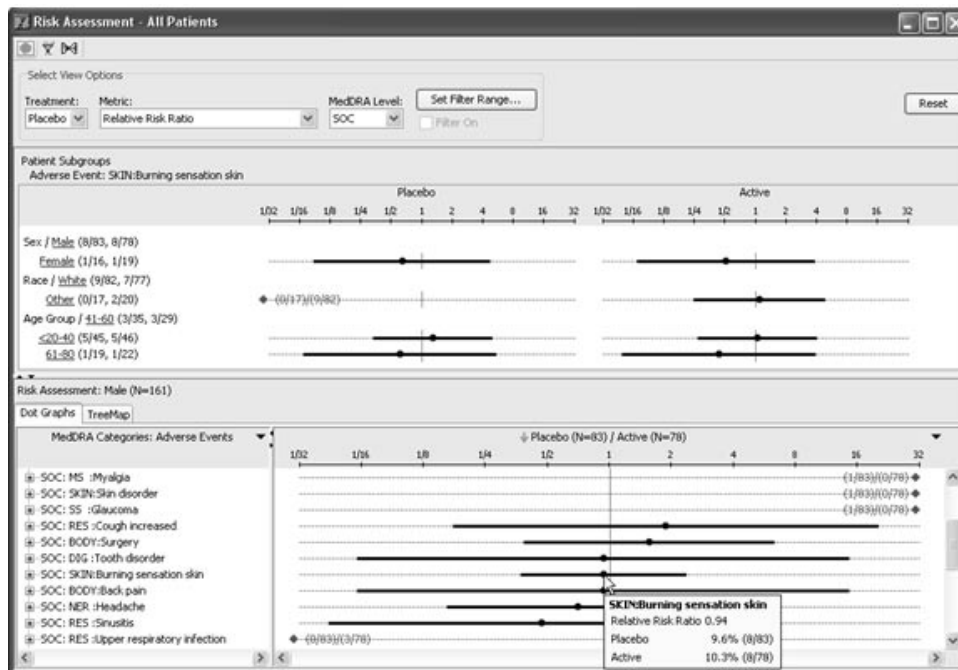 Risk Assessment - All Patients
Select View Options
Treatment: Metric: MedDRA Level: Set Filter Range... Reset
Placebo Relative Risk Ratio SOC Filter On
Patient Subgroups
Adverse Event: SKIN:Burning sensation skin
Placebo Active
1/32 1/16 1/8 1/4 1/2 1 2 4 8 16 32 1/32 1/16 1/8 1/4 1/2 1 2 4 8 16 32
Sex / Male (8/83, 8/78)
Female (1/16, 1/19)
Race / White (9/82, 7/77)
Other (0/17, 2/20) (0/17)/(9/82)
Age Group / 41-60 (3/35, 3/29)
<20-40 (5/45, 5/46)
61-80 (1/19, 1/22)
Risk Assessment: Male (N=161)
Dot Graphs TreeMap
MedDRA Categories: Adverse Events Placebo (N=83) / Active (N=78)
1/32 1/16 1/8 1/4 1/2 1 2 4 8 16 32
SOC: MS :Myalgia (1/83)/(0/78)
SOC: SKIN:Skin disorder (1/83)/(0/78)
SOC: SS :Glaucoma (1/83)/(0/78)
SOC: RES :Cough increased
SOC: BODY:Surgery
SOC: DIG :Tooth disorder
SOC: SKIN:Burning sensation skin
SOC: BODY:Back pain
SOC: NER :Headache
SOC: RES :Sinusitis
SOC: RES :Upper respiratory infection (0/83)/(3/78)
SKIN:Burning sensation skin
Relative Risk Ratio 0.94
Placebo 9.6% (8/83)
Active 10.3% (8/78)